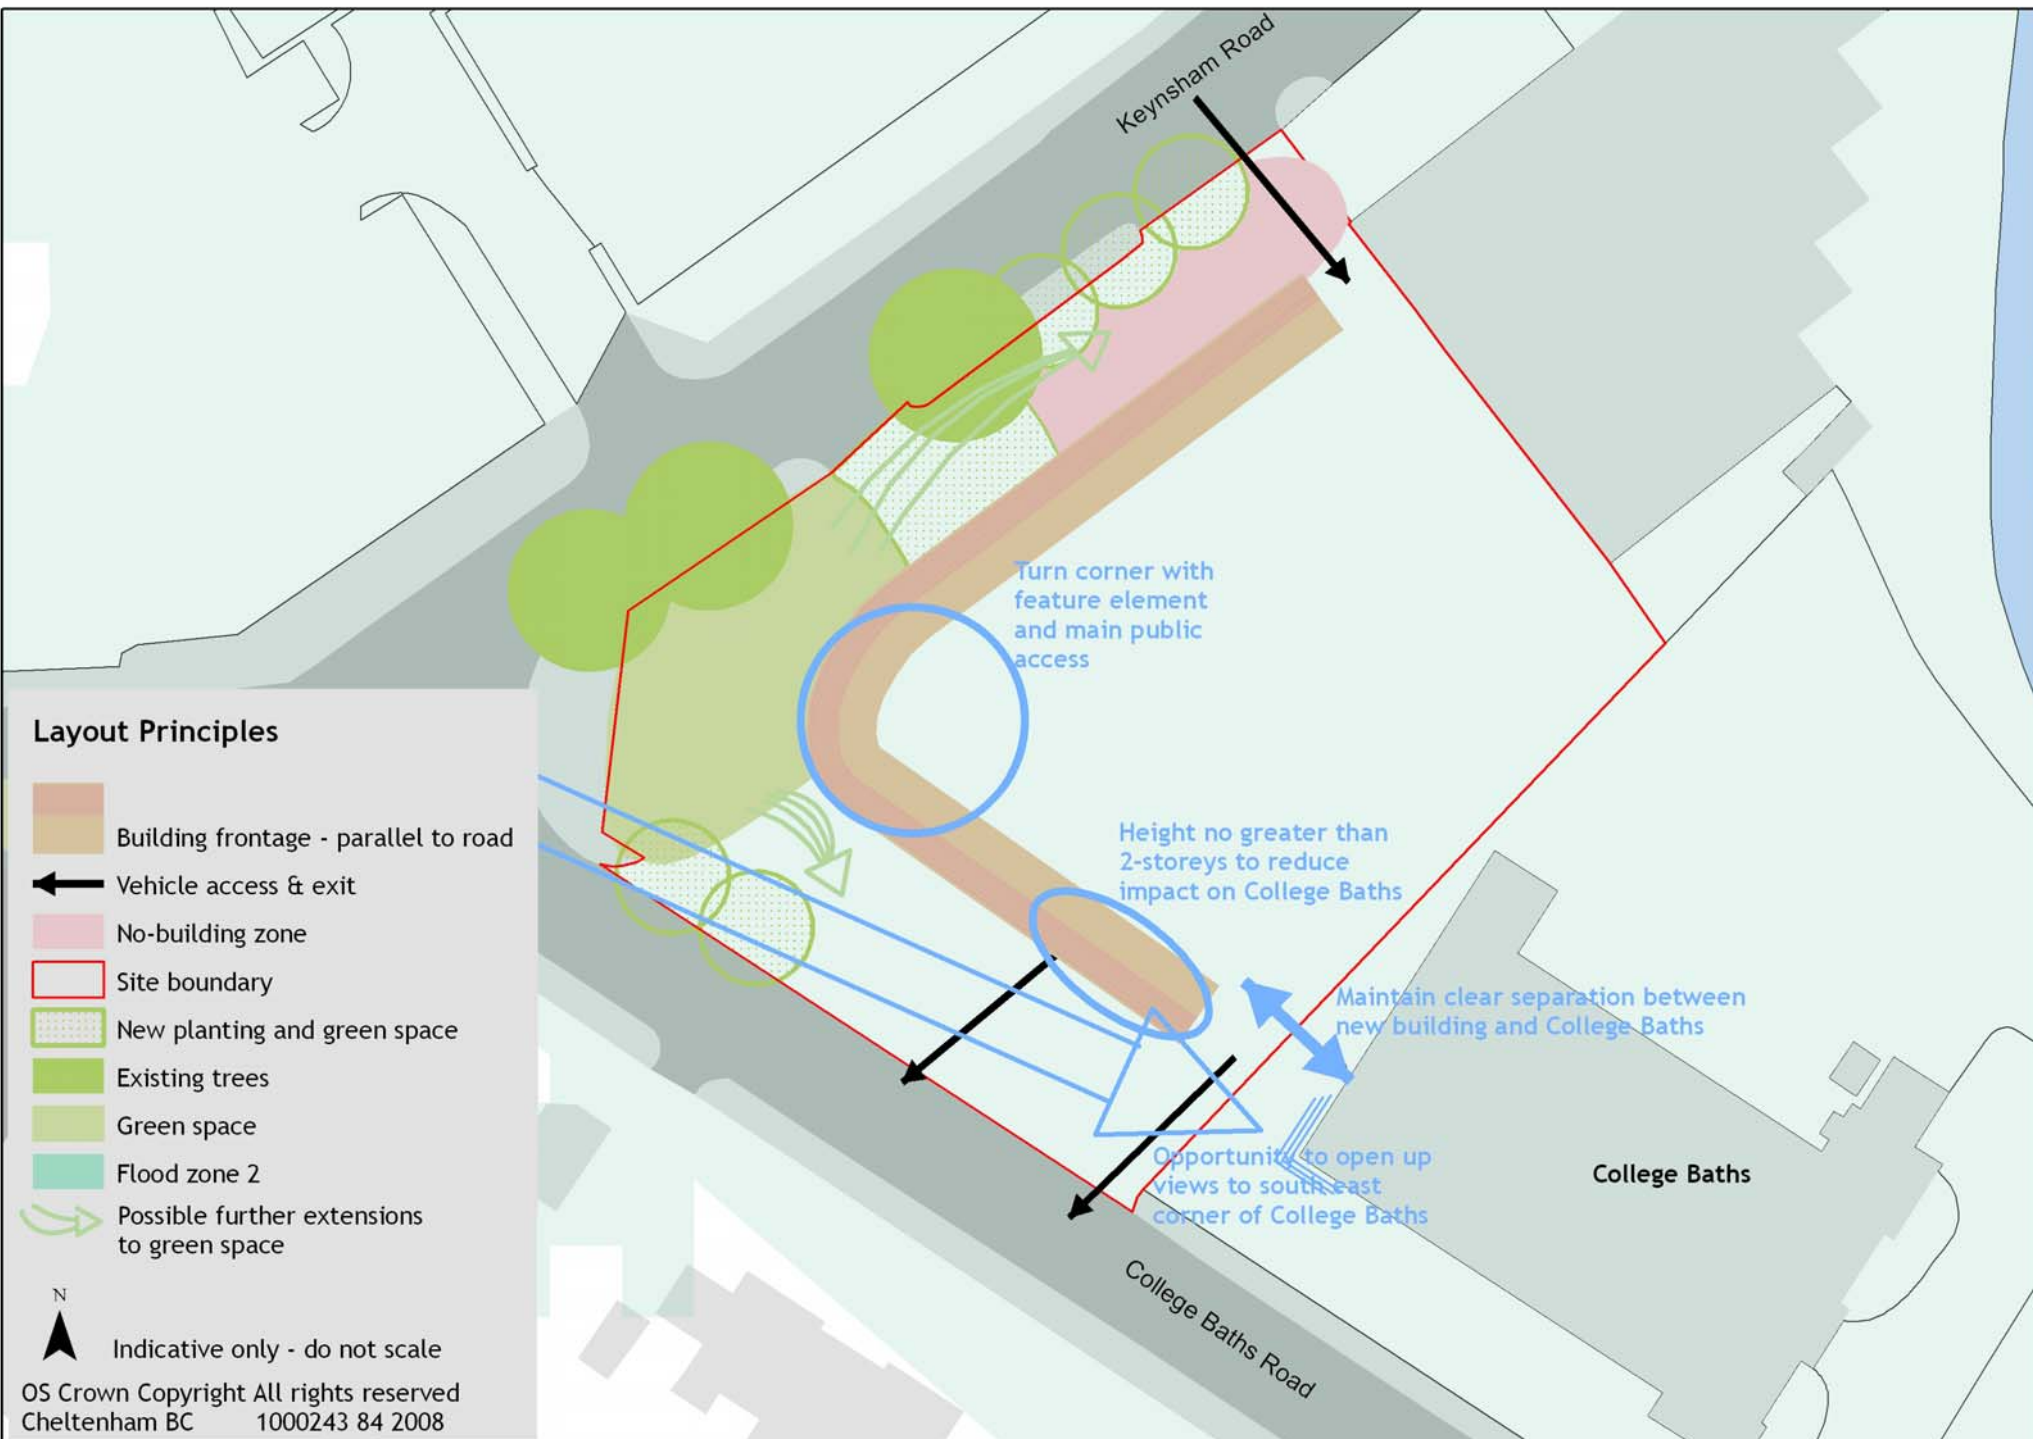 Keynsham Road
Turn corner with
feature element
and main public
access
Height no greater than
2-storeys to reduce
impact on College Baths
Maintain clear separation between
new building and College Baths
Opportunity to open up
views to south east
corner of College Baths
College Baths
College Baths Road
Layout Principles
Building frontage - parallel to road
Vehicle access & exit
No-building zone
Site boundary
New planting and green space
Existing trees
Green space
Flood zone 2
Possible further extensions
to green space
N
Indicative only - do not scale
OS Crown Copyright All rights reserved
Cheltenham BC 1000243 84 2008